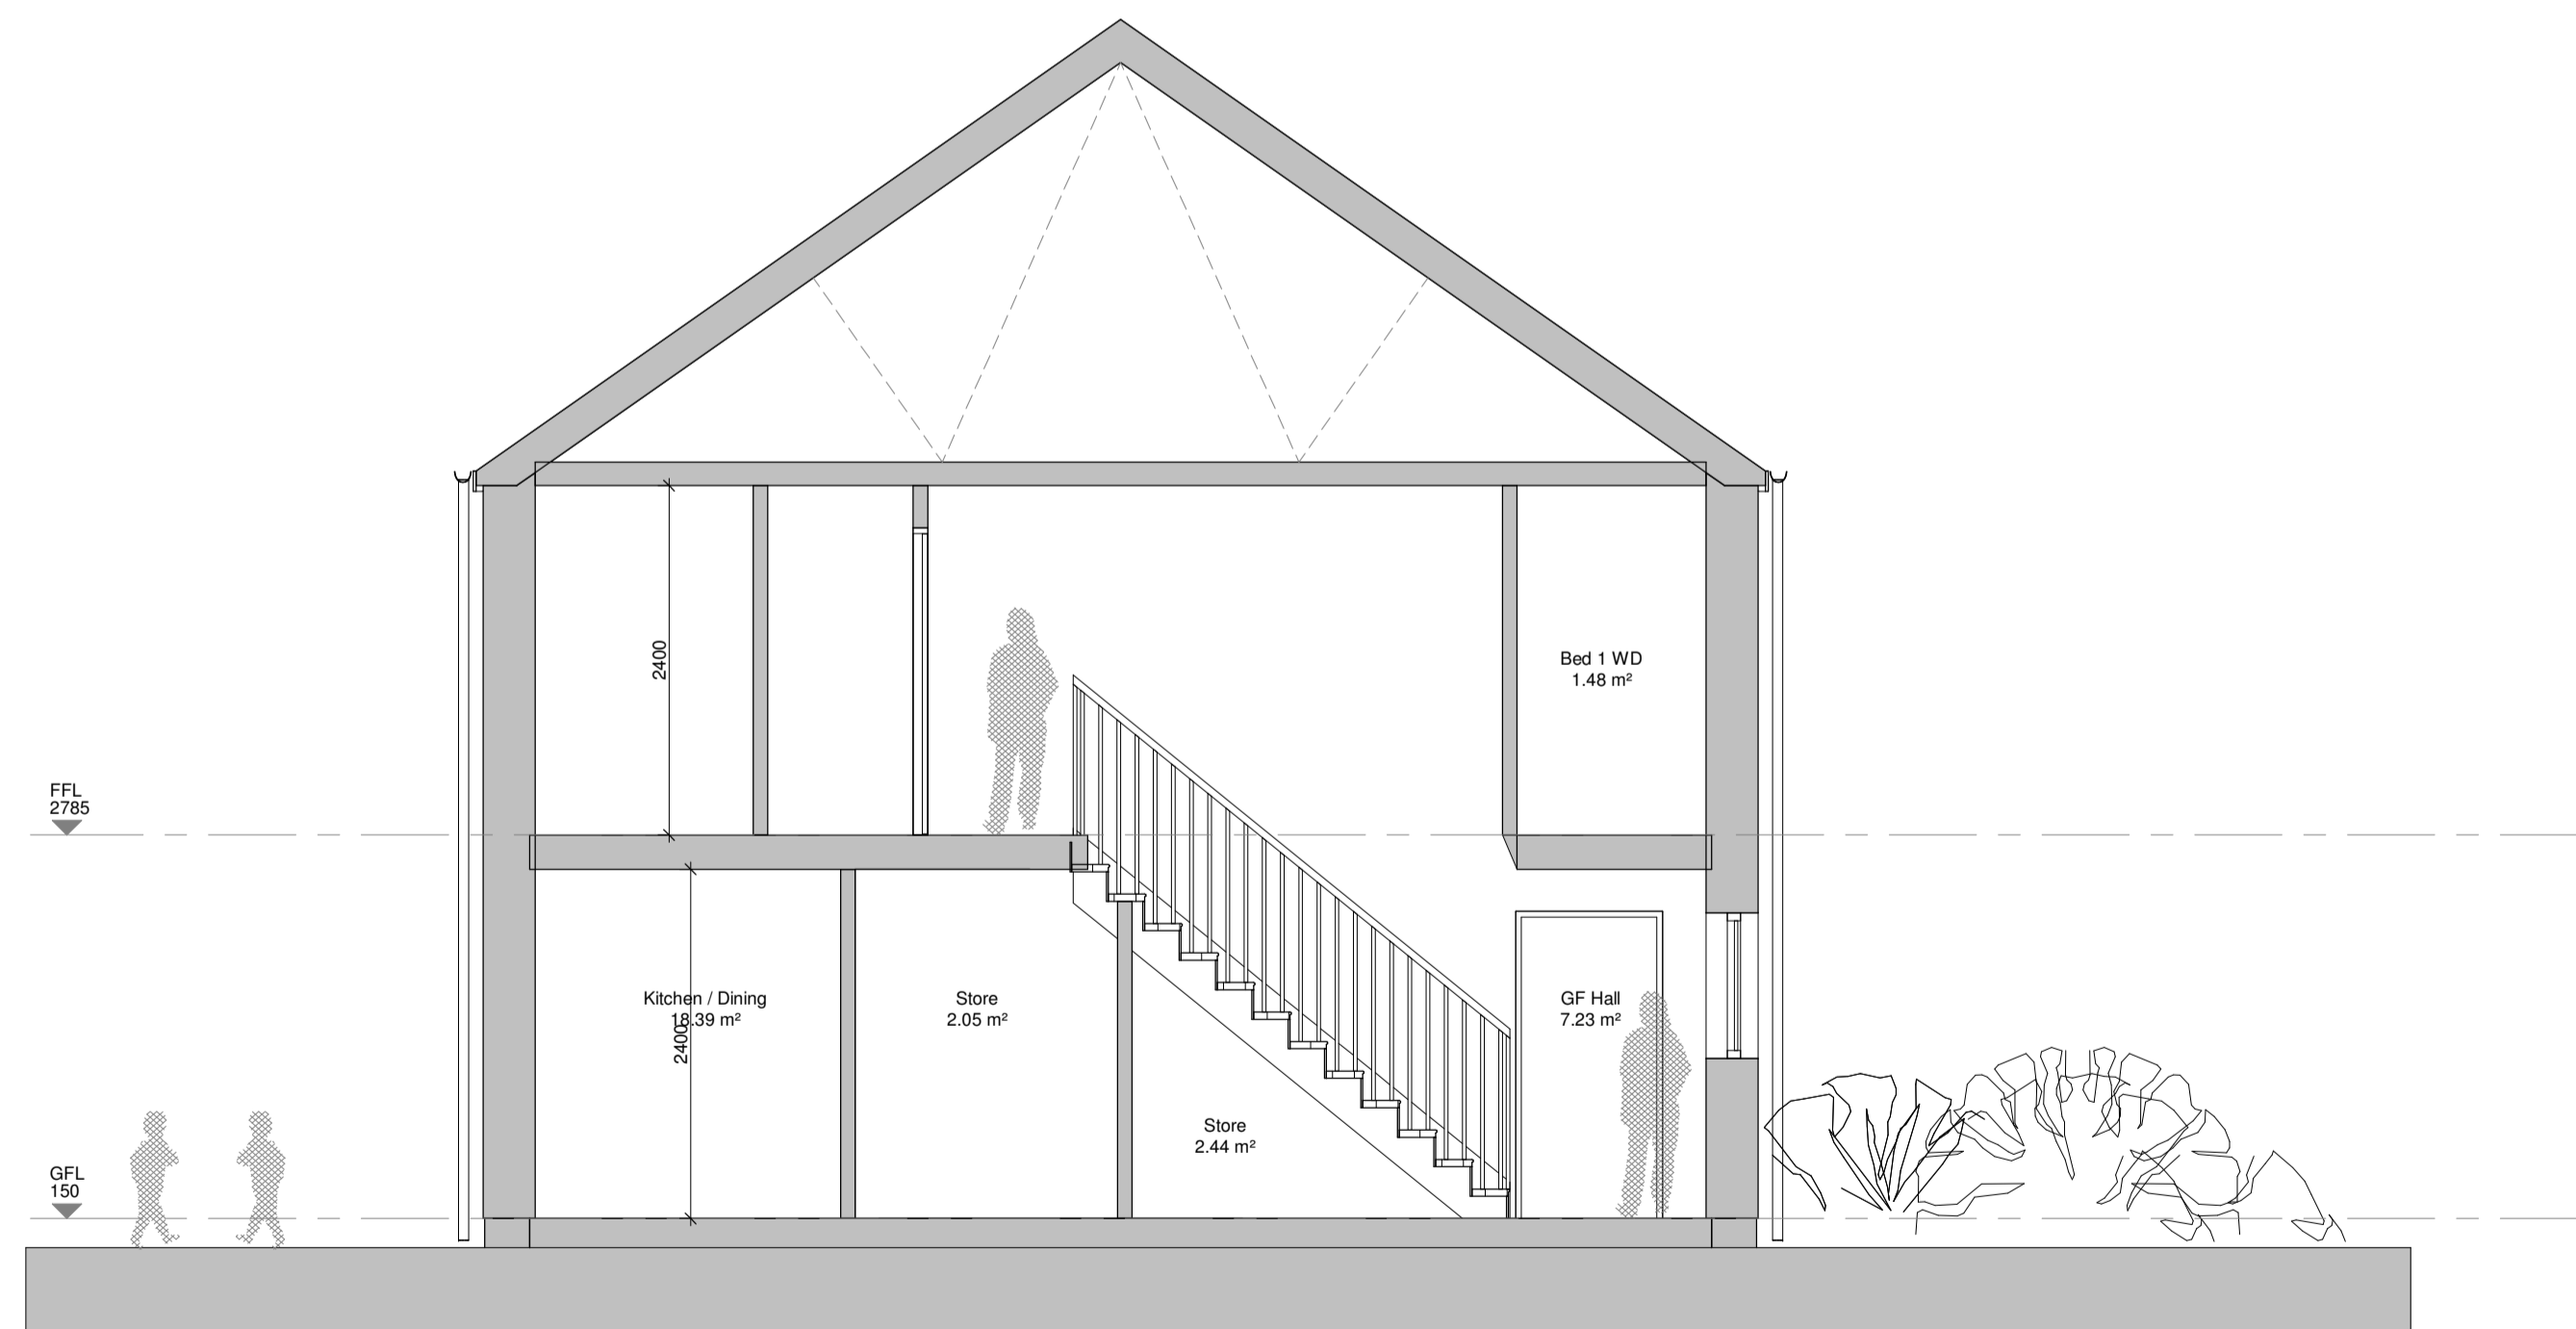 2400
Bed 1 WD
1.48 m²
FFL
2785
Kitchen / Dining
18.39 m²
2400
Store
2.05 m²
GF Hall
7.23 m²
Store
2.44 m²
GFL
150